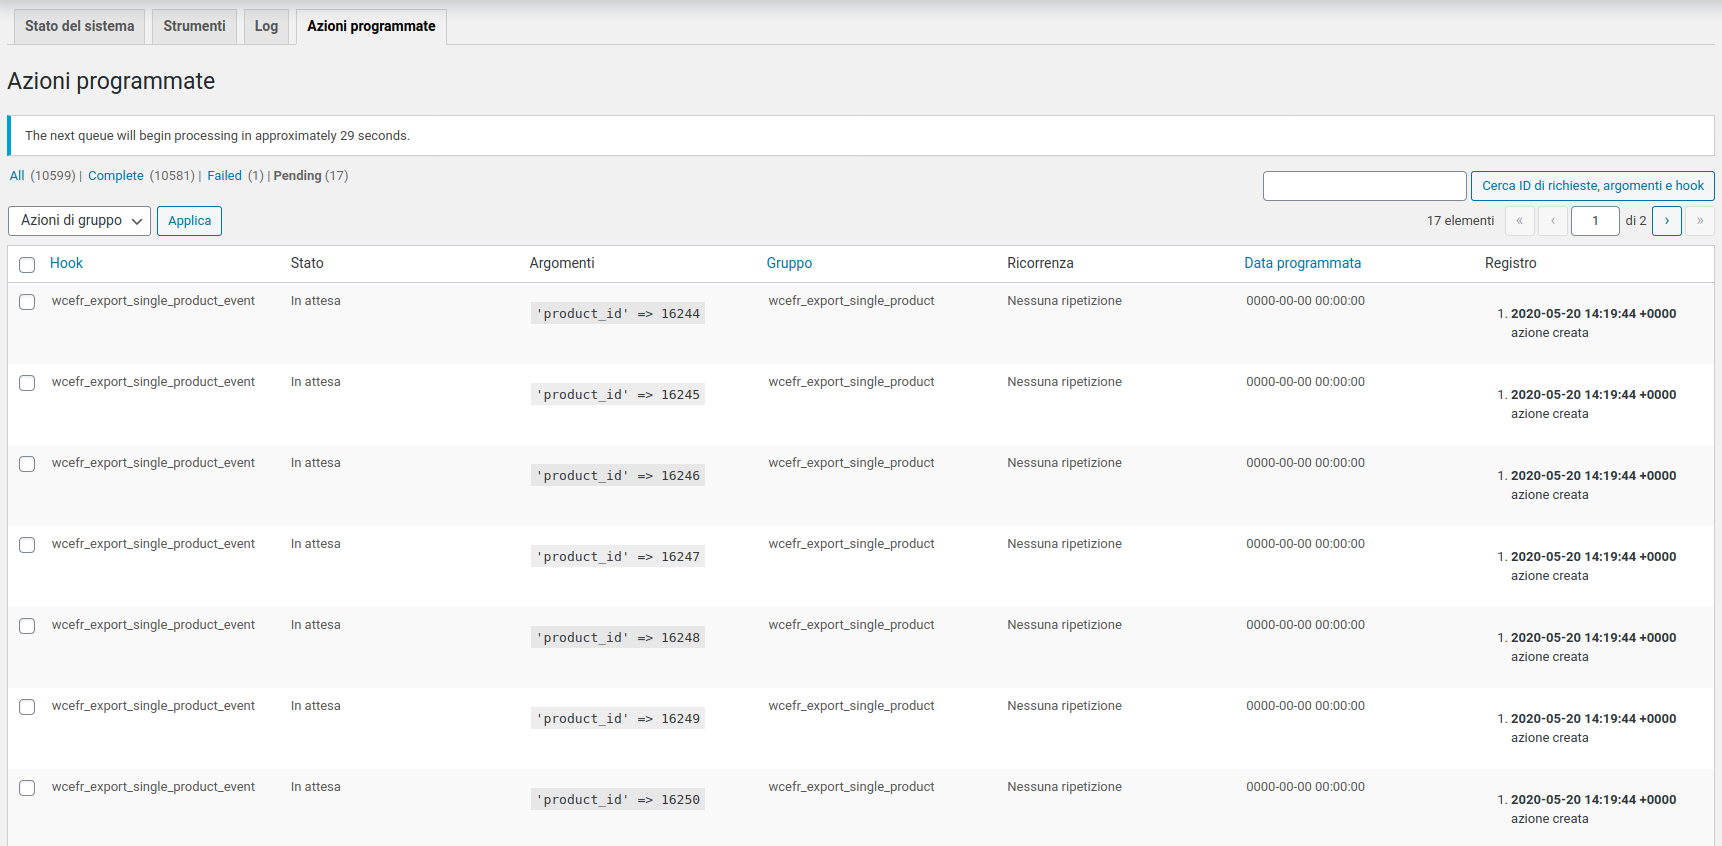 Stato del sistema Strumenti Log Azioni programmate
Azioni programmate
The next queue will begin processing in approximately 29 seconds.
All (10599) | Complete (10581) | Failed (1) | Pending (17)
Cerca ID di richieste, argomenti e hook
Azioni di gruppo Applica 17 elementi « ‹ 1 di 2 › »
Hook Stato Argomenti Gruppo Ricorrenza Data programmata Registro
wcefr_export_single_product_event In attesa 'product_id' => 16244 wcefr_export_single_product Nessuna ripetizione 0000-00-00 00:00:00 1. 2020-05-20 14:19:44 +0000
azione creata
wcefr_export_single_product_event In attesa 'product_id' => 16245 wcefr_export_single_product Nessuna ripetizione 0000-00-00 00:00:00 1. 2020-05-20 14:19:44 +0000
azione creata
wcefr_export_single_product_event In attesa 'product_id' => 16246 wcefr_export_single_product Nessuna ripetizione 0000-00-00 00:00:00 1. 2020-05-20 14:19:44 +0000
azione creata
wcefr_export_single_product_event In attesa 'product_id' => 16247 wcefr_export_single_product Nessuna ripetizione 0000-00-00 00:00:00 1. 2020-05-20 14:19:44 +0000
azione creata
wcefr_export_single_product_event In attesa 'product_id' => 16248 wcefr_export_single_product Nessuna ripetizione 0000-00-00 00:00:00 1. 2020-05-20 14:19:44 +0000
azione creata
wcefr_export_single_product_event In attesa 'product_id' => 16249 wcefr_export_single_product Nessuna ripetizione 0000-00-00 00:00:00 1. 2020-05-20 14:19:44 +0000
azione creata
wcefr_export_single_product_event In attesa 'product_id' => 16250 wcefr_export_single_product Nessuna ripetizione 0000-00-00 00:00:00 1. 2020-05-20 14:19:44 +0000
azione creata